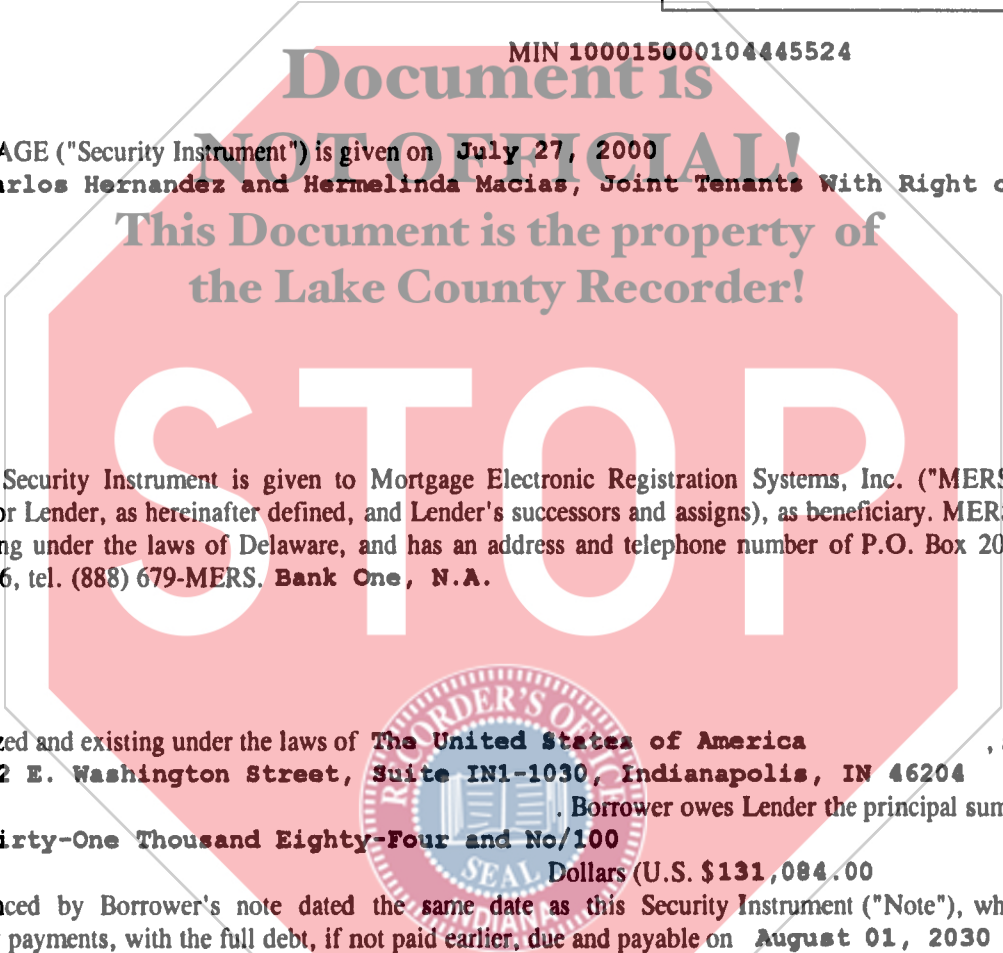 MIN 100015000104445524
Document is
NOT OFFICIAL!
AGE ("Security Instrument") is given on July 27, 2000
arlos Hernandez and Hermelinda Macias, Joint Tenants With Right o
This Document is the property of
the Lake County Recorder!
STOP
Security Instrument is given to Mortgage Electronic Registration Systems, Inc. ("MERS
or Lender, as hereinafter defined, and Lender's successors and assigns), as beneficiary. MER
ng under the laws of Delaware, and has an address and telephone number of P.O. Box 20
6, tel. (888) 679-MERS. Bank One, N.A.
zed and existing under the laws of The United States of America ,
2 E. Washington Street, Suite IN1-1030, Indianapolis, IN 46204
. Borrower owes Lender the principal sum
irty-One Thousand Eighty-Four and No/100
Dollars (U.S. $131,084.00
nced by Borrower's note dated the same date as this Security Instrument ("Note"), wh
payments, with the full debt, if not paid earlier, due and payable on August 01, 2030
RECORDER'S OFFICE
SEAL
INDIANA